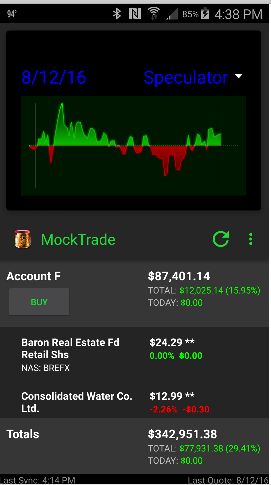 94°
85%
4:38 PM
8/12/16
Speculator
MockTrade
Account F
$87,401.14
TOTAL: $12,025.14 (15.95%)
BUY
TODAY: $0.00
Baron Real Estate Fd
Retail Shs
NAS: BREFX
$24.29 **
0.00% $0.00
Consolidated Water Co.
Ltd.
$12.99 **
-2.26% -$0.30
Totals
$342,951.38
TOTAL: $77,931.38 (29.41%)
TODAY: $0.00
Last Sync: 4:14 PM
Last Quote: 8/12/16